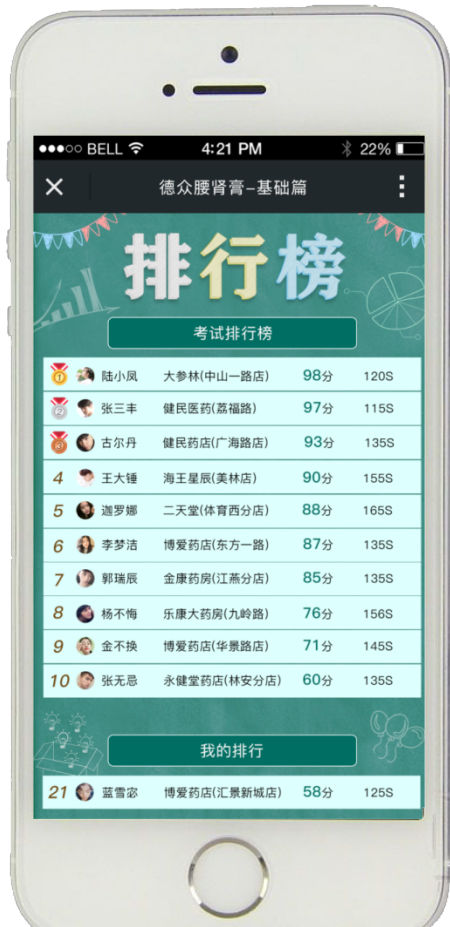 BELL 4:21 PM 22%
德众腰肾膏-基础篇
排行榜
考试排行榜
1 陆小凤 大参林(中山一路店) 98分 120S
2 张三丰 健民医药(荔福路) 97分 115S
3 古尔丹 健民药店(广海路店) 93分 135S
4 王大锤 海王星辰(美林店) 90分 155S
5 迦罗娜 二天堂(体育西分店) 88分 165S
6 李梦洁 博爱药店(东方一路) 87分 135S
7 郭瑞辰 金康药房(江燕分店) 85分 135S
8 杨不悔 乐康大药房(九岭路) 76分 156S
9 金不换 博爱药店(华景路店) 71分 145S
10 张无忌 永健堂药店(林安分店) 60分 135S
我的排行
21 蓝雪宓 博爱药店(汇景新城店) 58分 125S